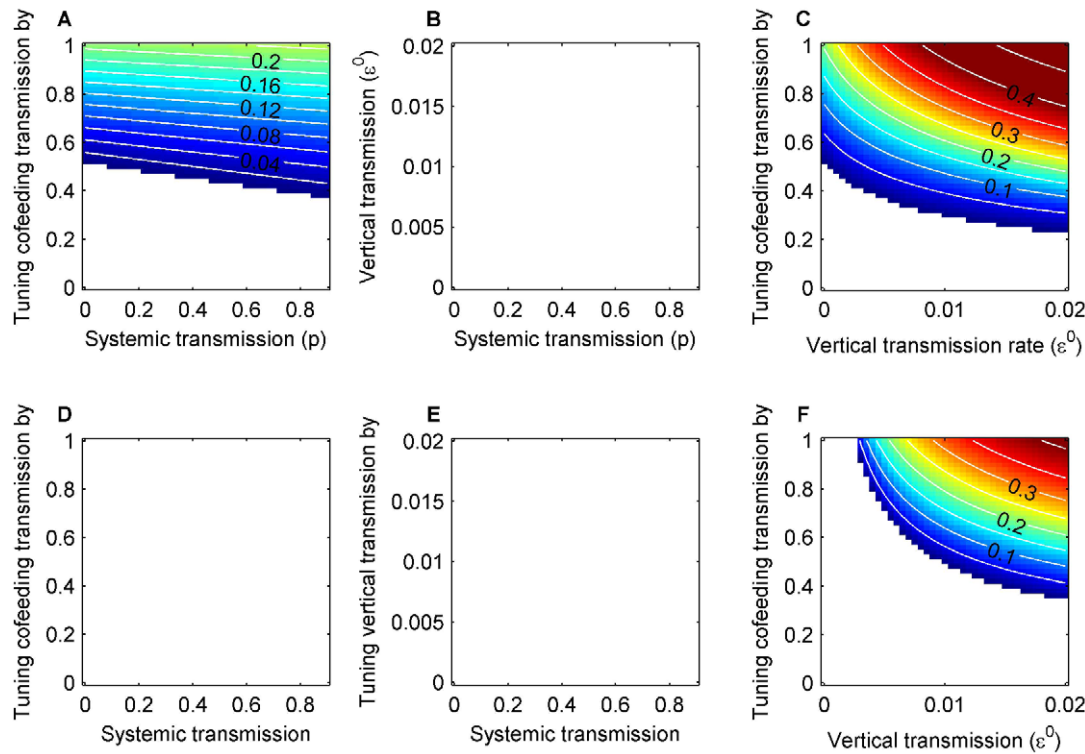 A
B
C
Tuning cofeeding transmission by
1
0.8
0.6
0.4
0.2
0
0.2
0.16
0.12
0.08
0.04
0 0.2 0.4 0.6 0.8
Systemic transmission (p)
Vertical transmission (ε⁰)
0.02
0.015
0.01
0.005
0
0 0.2 0.4 0.6 0.8
Systemic transmission (p)
Tuning cofeeding transmission by
1
0.8
0.6
0.4
0.2
0
0.4
0.3
0.2
0.1
0 0.01 0.02
Vertical transmission rate (ε⁰)
D
E
F
Tuning cofeeding transmission by
1
0.8
0.6
0.4
0.2
0
0 0.2 0.4 0.6 0.8
Systemic transmission
Tuning vertical transmission by
0.02
0.015
0.01
0.005
0
0 0.2 0.4 0.6 0.8
Systemic transmission
Tuning cofeeding transmission by
1
0.8
0.6
0.4
0.2
0
0.3
0.2
0.1
0 0.01 0.02
Vertical transmission (ε⁰)